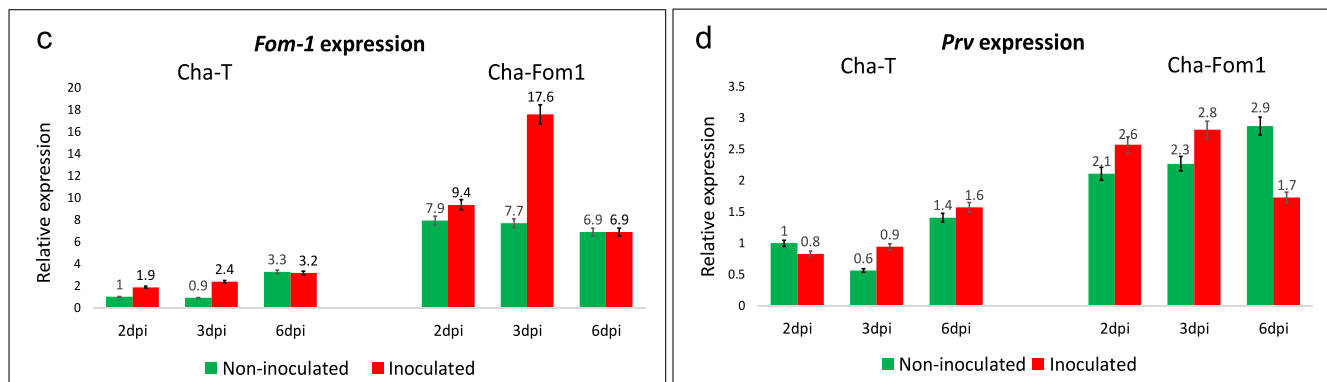 c
Fom-1 expression
Cha-T
Cha-Fom1
Relative expression
20
18
16
14
12
10
8
6
4
2
0
1
1.9
0.9
2.4
3.3
3.2
7.9
9.4
7.7
17.6
6.9
6.9
2dpi
3dpi
6dpi
2dpi
3dpi
6dpi
Non-inoculated
Inoculated
d
Prv expression
Cha-T
Cha-Fom1
Relative expression
3.5
3
2.5
2
1.5
1
0.5
0
1
0.8
0.6
0.9
1.4
1.6
2.1
2.6
2.3
2.8
2.9
1.7
2dpi
3dpi
6dpi
2dpi
3dpi
6dpi
Non-inoculated
Inoculated